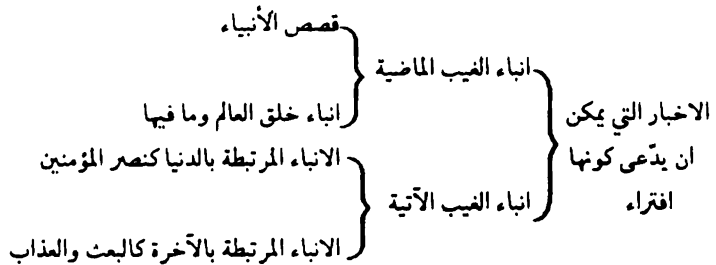 قصص الأنبياء
انباء الغيب الماضية
انباء خلق العالم وما فيها
الاخبار التي يمكن
ان يدّعى كونها
افتراء
الانباء المرتبطة بالدنيا كنصر المؤمنين
انباء الغيب الآتية
الانباء المرتبطة بالآخرة كالبعث والعذاب